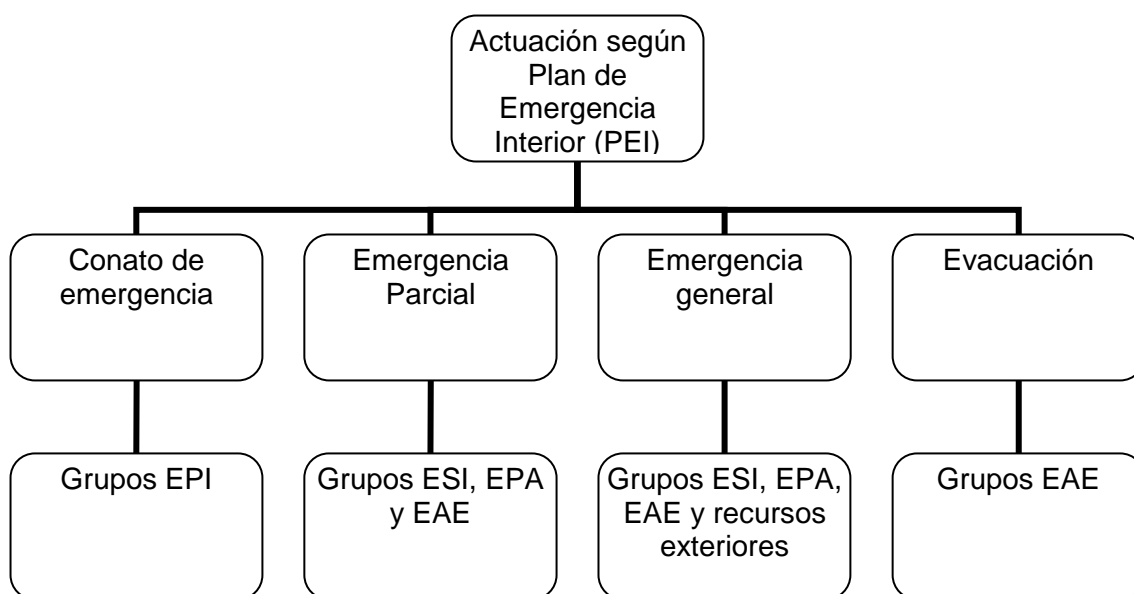 Actuación según
Plan de
Emergencia
Interior (PEI)
Conato de
emergencia
Emergencia
Parcial
Emergencia
general
Evacuación
Grupos EPI
Grupos ESI, EPA
y EAE
Grupos ESI, EPA,
EAE y recursos
exteriores
Grupos EAE